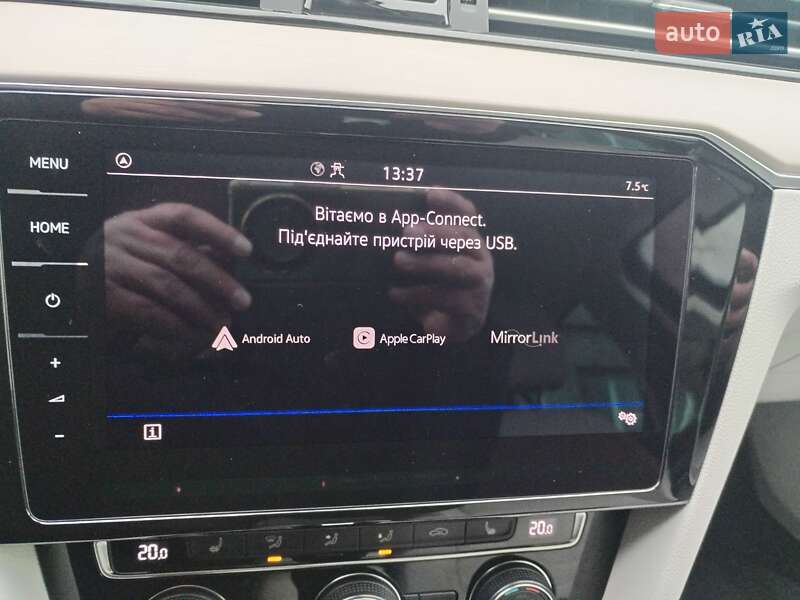 auto RIA
.com
MENU
HOME
+
−
13:37
7.5°C
Вітаємо в App-Connect.
Під'єднайте пристрій через USB.
Android Auto
Apple CarPlay
MirrorLink
i
20.0
20.0